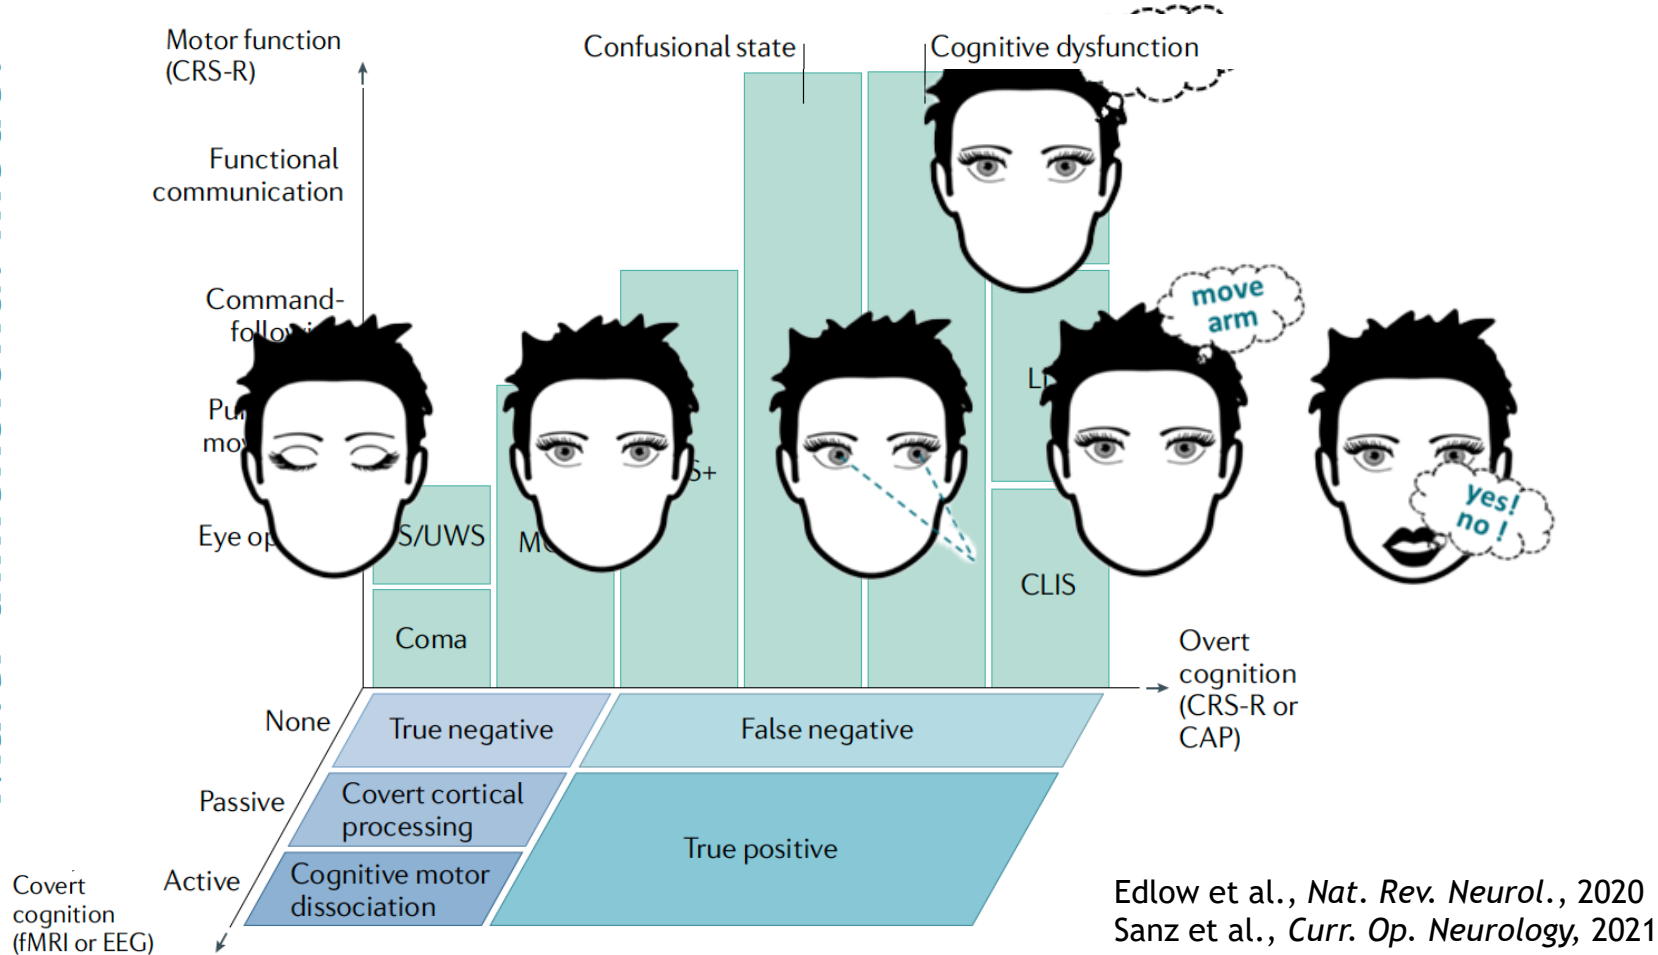 Motor function
(CRS-R)
Confusional state
Cognitive dysfunction
Functional
communication
Command-
move
arm
S+
yes!
no !
Eye
S/UWS
CLIS
Coma
Overt
cognition
(CRS-R or
CAP)
None
True negative
False negative
Passive
Covert cortical
processing
True positive
Active
Cognitive motor
dissociation
Covert
cognition
(fMRI or EEG)
Edlow et al., Nat. Rev. Neurol., 2020
Sanz et al., Curr. Op. Neurology, 2021